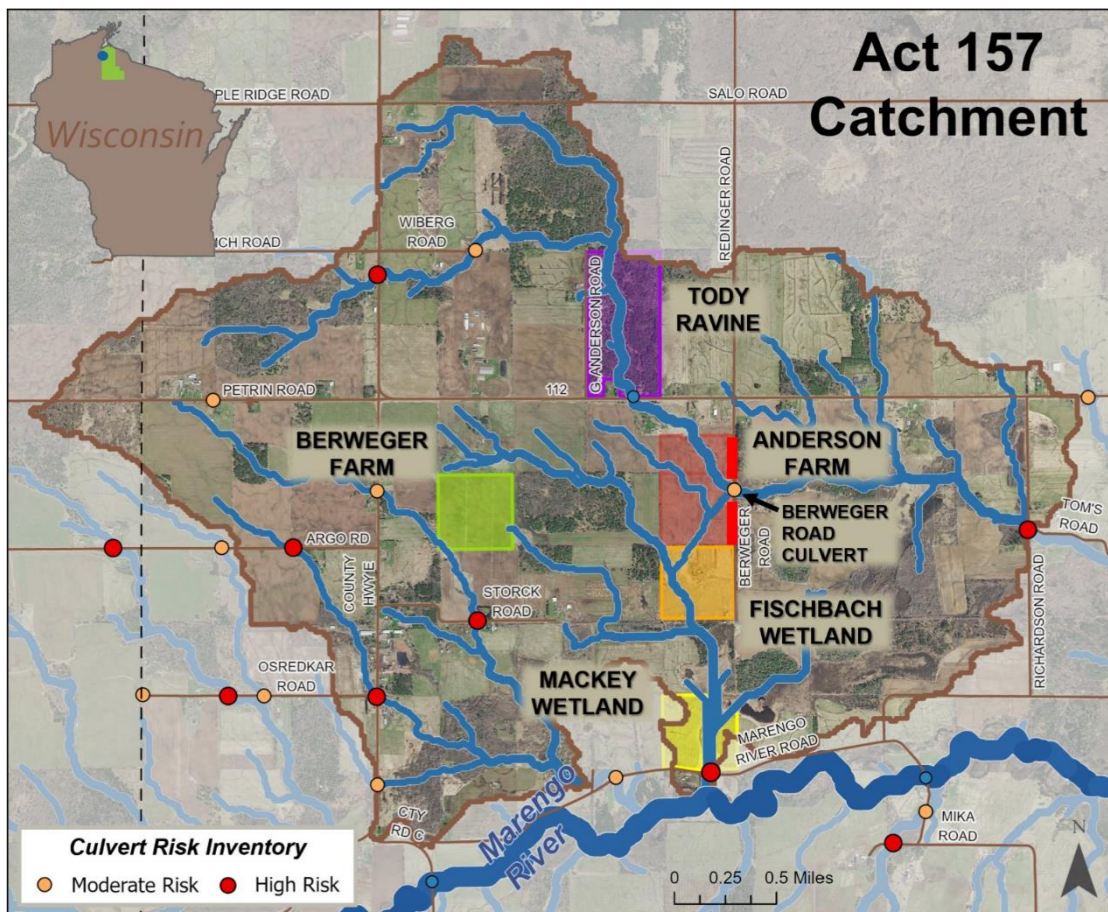 Act 157
Catchment
Wisconsin
PLE RIDGE ROAD
SALO ROAD
REDINGER ROAD
WIBERG
ROAD
NCH ROAD
G.ANDERSON ROAD
TODY
RAVINE
PETRIN ROAD
112
BERWEGER
FARM
ANDERSON
FARM
BERWEGER
ROAD
CULVERT
BERWEGER
ROAD
TOM'S
ROAD
ARGO RD
COUNTY
HWYE
STORCK
ROAD
RICHARDSON ROAD
FISCHBACH
WETLAND
OSREDKAR
ROAD
MACKEY
WETLAND
MARENGO
RIVER ROAD
CTY
RD C
Marengo
River
MIKA
ROAD
N
Culvert Risk Inventory
Moderate Risk
High Risk
0 0.25 0.5 Miles